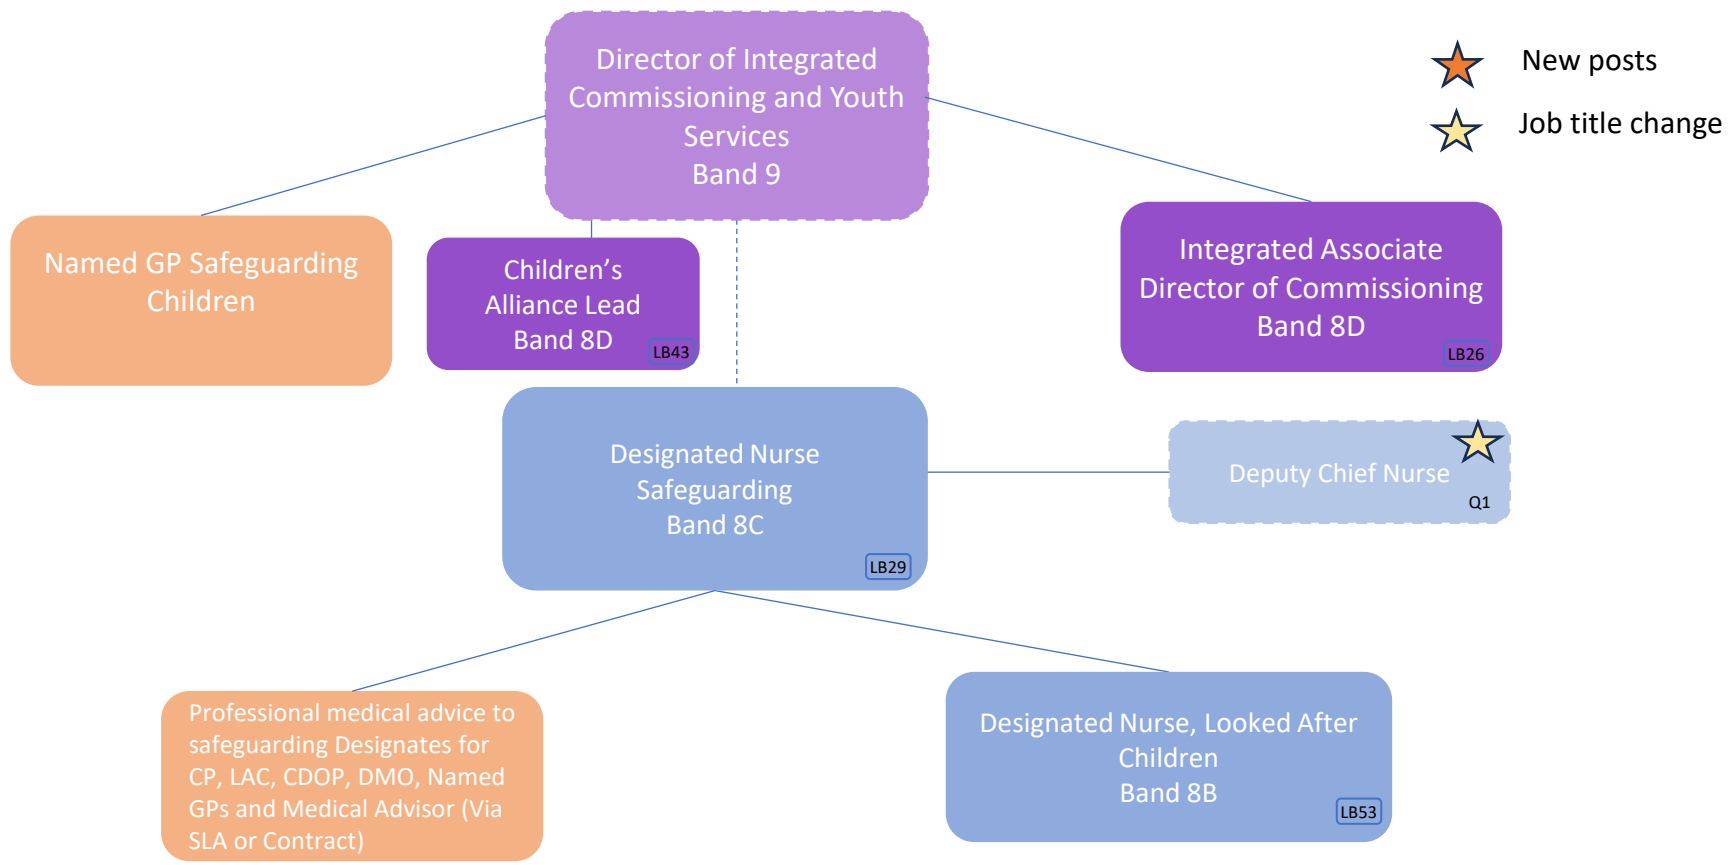 Director of Integrated
Commissioning and Youth
Services
Band 9
New posts
Job title change
Named GP Safeguarding
Children
Children’s
Alliance Lead
Band 8D
LB43
Integrated Associate
Director of Commissioning
Band 8D
LB26
Designated Nurse
Safeguarding
Band 8C
LB29
Deputy Chief Nurse
Q1
Professional medical advice to
safeguarding Designates for
CP, LAC, CDOP, DMO, Named
GPs and Medical Advisor (Via
SLA or Contract)
Designated Nurse, Looked After
Children
Band 8B
LB53